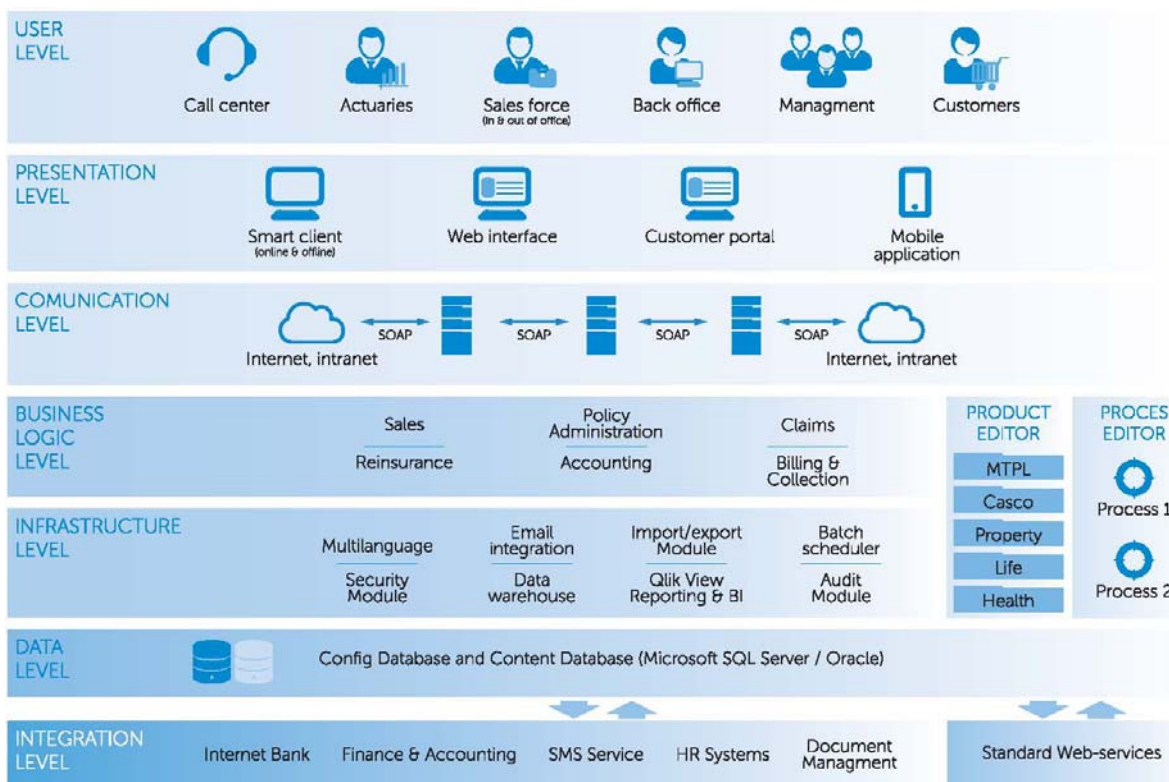 USER
LEVEL
Call center
Actuaries
Sales force
(in & out of office)
Back office
Managment
Customers
PRESENTATION
LEVEL
Smart client
(online & offline)
Web interface
Customer portal
Mobile
application
COMUNICATION
LEVEL
Internet, intranet
SOAP
SOAP
SOAP
SOAP
Internet, intranet
BUSINESS
LOGIC
LEVEL
Sales
Reinsurance
Policy
Administration
Accounting
Claims
Billing &
Collection
PRODUCT
EDITOR
MTPL
Casco
Property
Life
Health
PROCES
EDITOR
Process 1
Process 2
INFRASTRUCTURE
LEVEL
Multilanguage
Security
Module
Email
integration
Data
warehouse
Import/export
Module
Qlik View
Reporting & BI
Batch
scheduler
Audit
Module
DATA
LEVEL
Config Database and Content Database (Microsoft SQL Server / Oracle)
INTEGRATION
LEVEL
Internet Bank
Finance & Accounting
SMS Service
HR Systems
Document
Managment
Standard Web-services